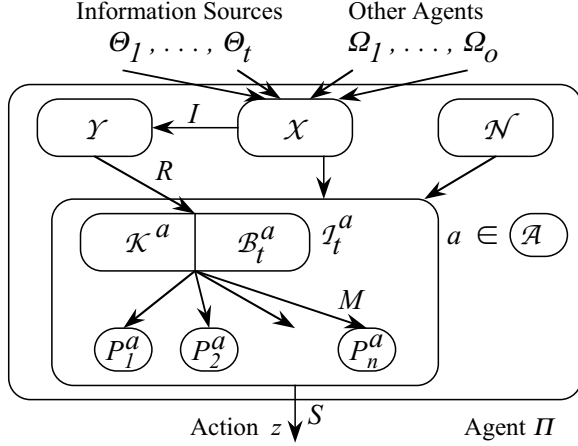 Information Sources Other Agents
Θ₁ , . . . , Θₜ Ω₁ , . . . , Ωₒ
𝒴 I 𝒳 𝒩
R
𝒦ᵃ ℬₜᵃ ℐₜᵃ a ∈ 𝒜
M
P₁ᵃ P₂ᵃ Pₙᵃ
S
Action z Agent Π